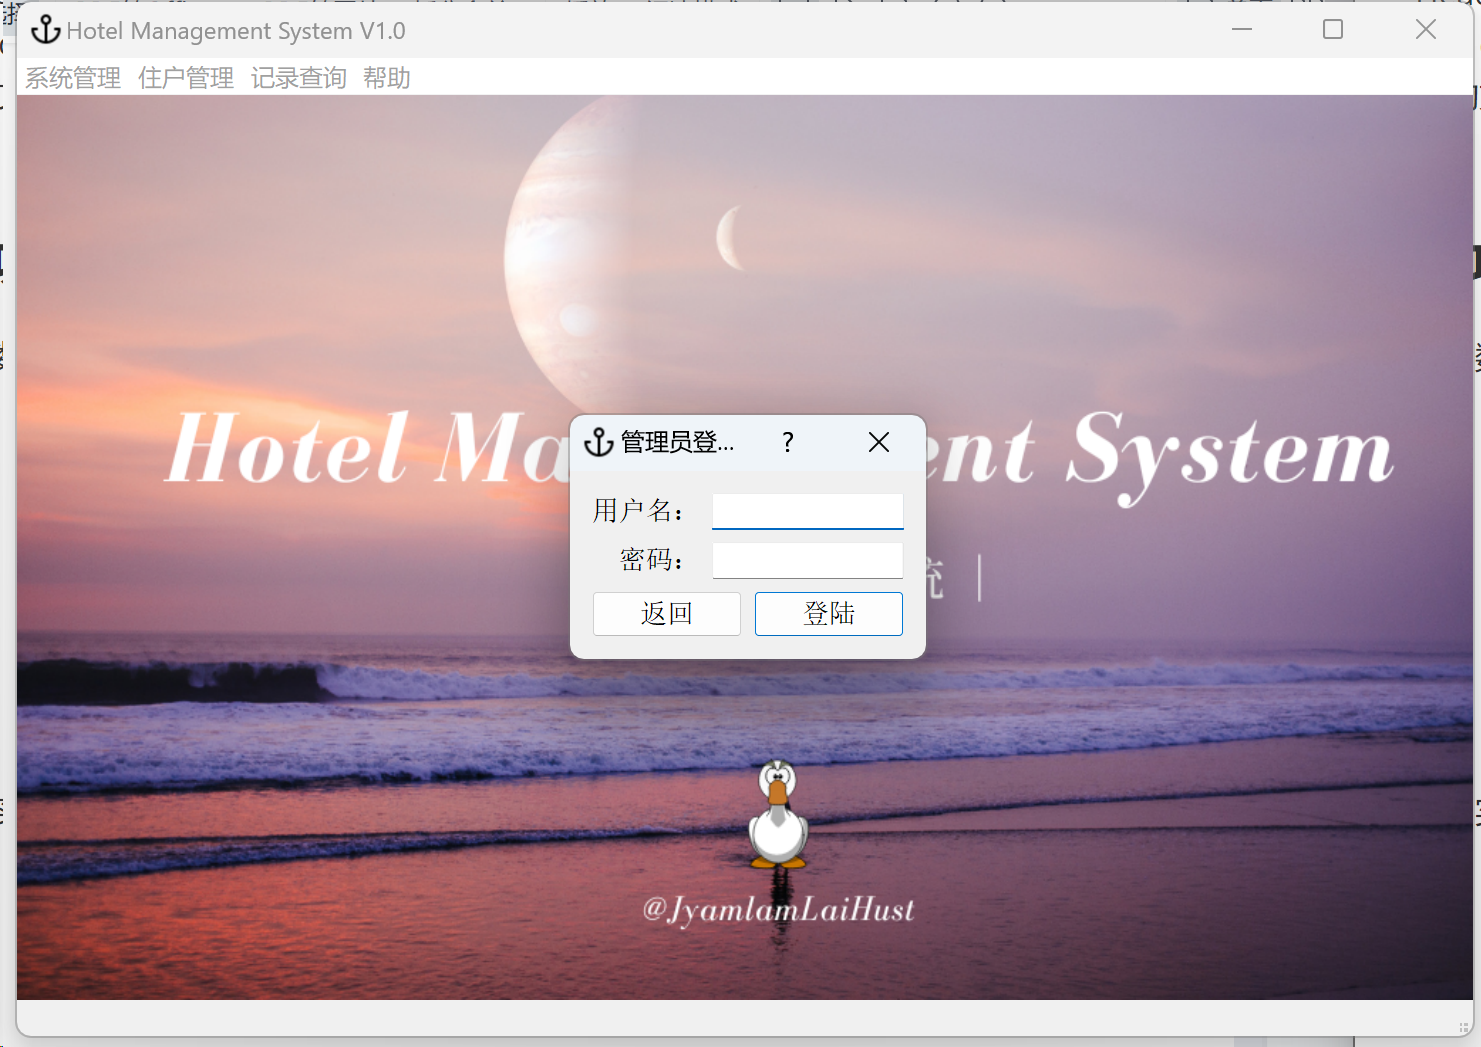 Hotel Management System V1.0
系统管理 住户管理 记录查询 帮助
Hotel Ma
ent System
管理员登... ?
用户名：
密码：
统
返回 登陆
@JyamlamLaiHust